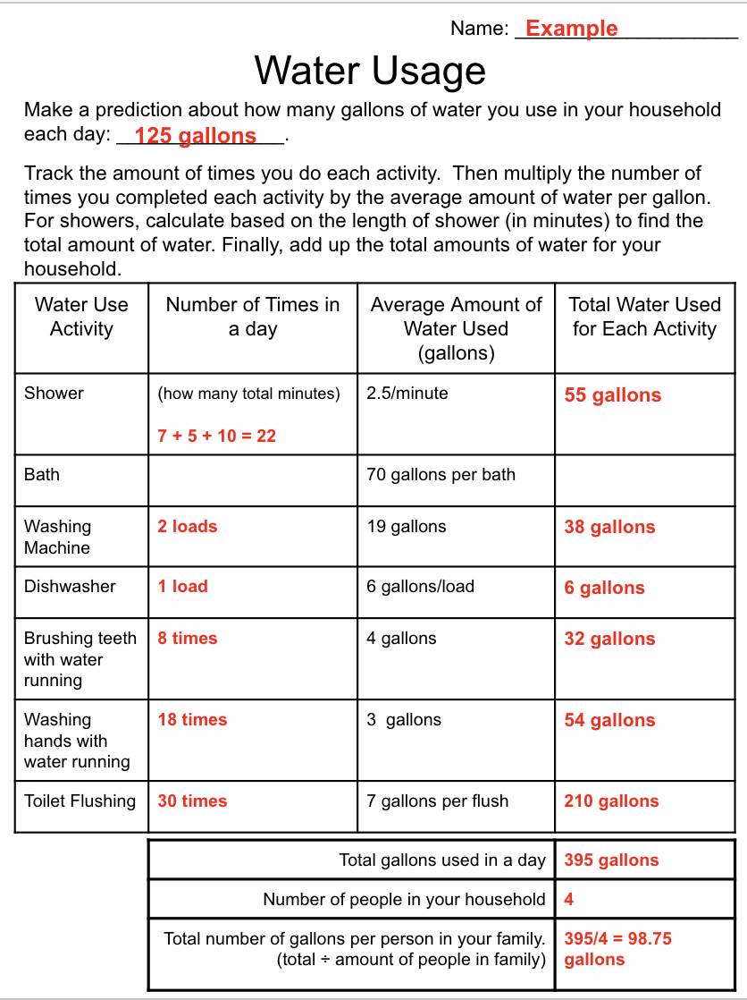 Name: Example
Water Usage
Make a prediction about how many gallons of water you use in your household
each day: 125 gallons.
Track the amount of times you do each activity.  Then multiply the number of
times you completed each activity by the average amount of water per gallon.
For showers, calculate based on the length of shower (in minutes) to find the
total amount of water. Finally, add up the total amounts of water for your
household.
Water Use Activity | Number of Times in a day | Average Amount of Water Used (gallons) | Total Water Used for Each Activity
Shower | (how many total minutes) 7 + 5 + 10 = 22 | 2.5/minute | 55 gallons
Bath | | 70 gallons per bath |
Washing Machine | 2 loads | 19 gallons | 38 gallons
Dishwasher | 1 load | 6 gallons/load | 6 gallons
Brushing teeth with water running | 8 times | 4 gallons | 32 gallons
Washing hands with water running | 18 times | 3  gallons | 54 gallons
Toilet Flushing | 30 times | 7 gallons per flush | 210 gallons
Total gallons used in a day | 395 gallons
Number of people in your household | 4
Total number of gallons per person in your family. (total ÷ amount of people in family) | 395/4 = 98.75 gallons